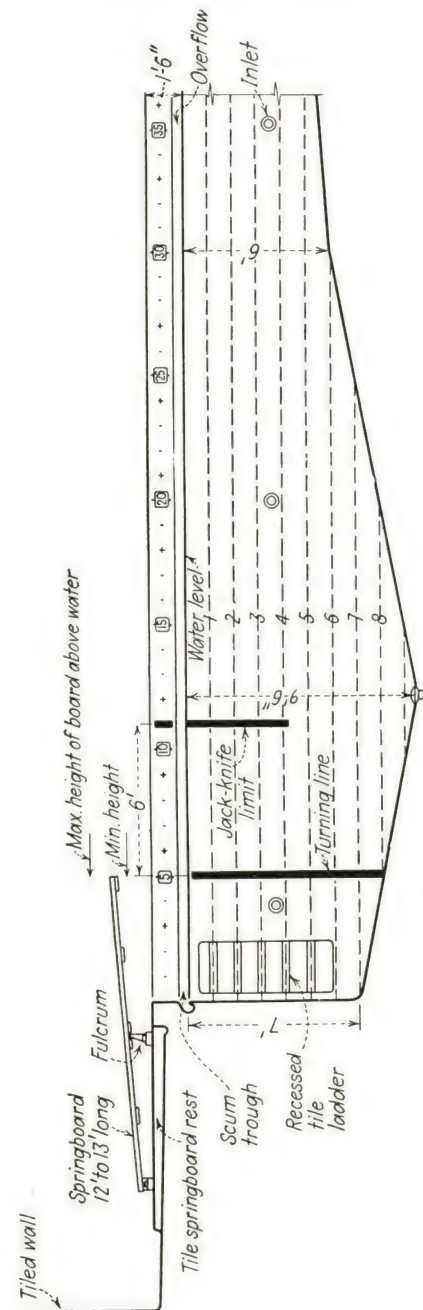 Tiled wall
Springboard
12' to 13' long
Fulcrum
Max. height of board above water
Min. height
6'
Tile springboard rest
5
10
15
20
25
30
35
1'-6"
Overflow
Water level
Scum
trough
7'
Recessed
tile
ladder
Turning line
Jack-knife
limit
9'6"
1
2
3
4
5
6
7
8
6'
Inlet